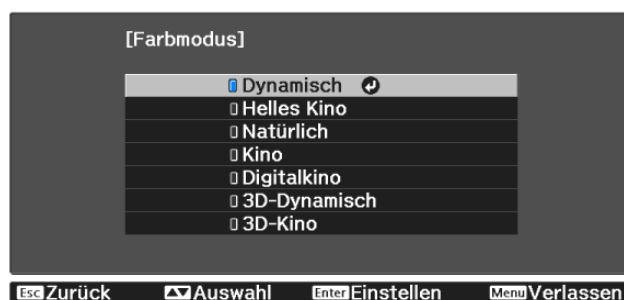 [Farbmodus]
Dynamisch
Helles Kino
Natürlich
Kino
Digitalkino
3D-Dynamisch
3D-Kino
Esc Zurück Auswahl Enter Einstellen Menu Verlassen